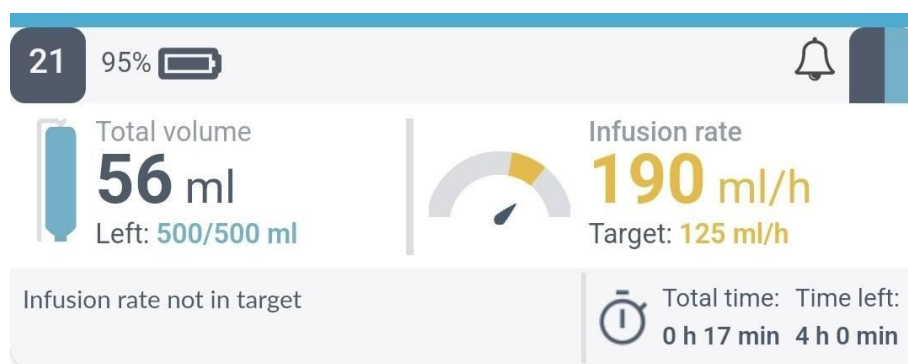 21 95%
Total volume
56 ml
Left: 500/500 ml
Infusion rate
190 ml/h
Target: 125 ml/h
Infusion rate not in target
Total time: Time left:
0 h 17 min 4 h 0 min